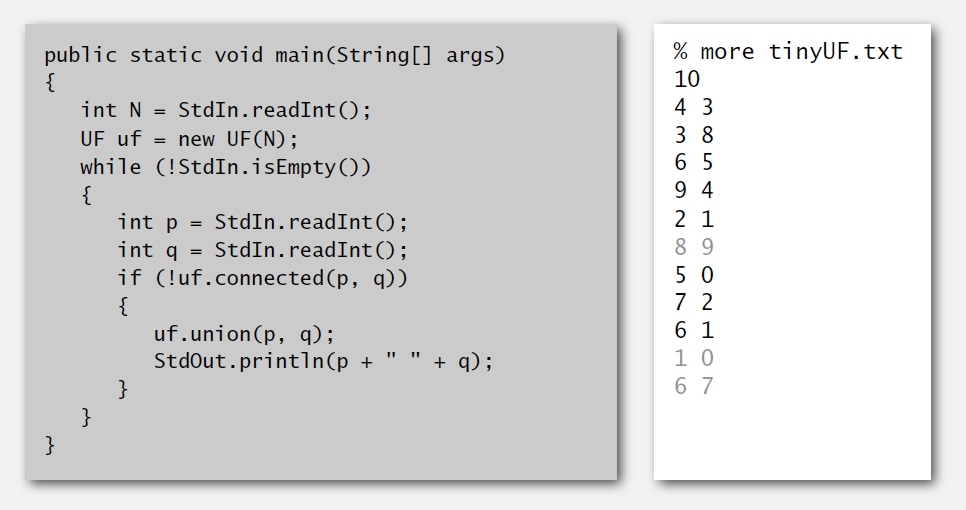 public static void main(String[] args)
{
int N = StdIn.readInt();
UF uf = new UF(N);
while (!StdIn.isEmpty())
{
int p = StdIn.readInt();
int q = StdIn.readInt();
if (!uf.connected(p, q))
{
uf.union(p, q);
StdOut.println(p + " " + q);
}
}
}
% more tinyUF.txt
10
4 3
3 8
6 5
9 4
2 1
8 9
5 0
7 2
6 1
1 0
6 7